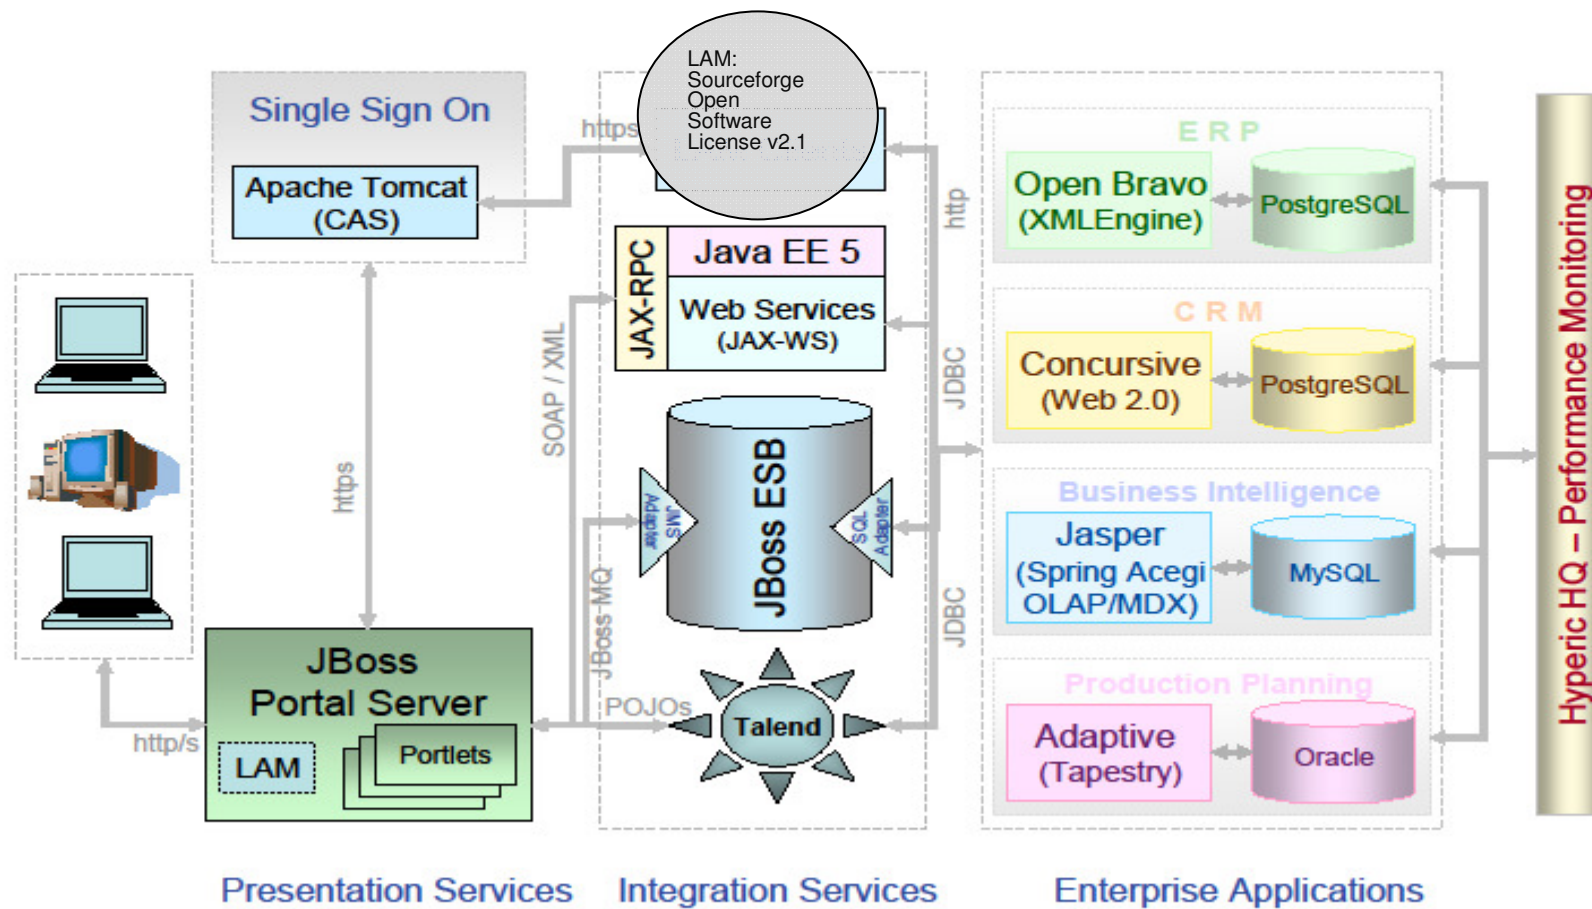 LAM:
Sourceforge
Open
Software
License v2.1
Single Sign On
Apache Tomcat
(CAS)
https
https
http/s
JBoss
Portal Server
LAM
Portlets
SOAP / XML
JBoss-MQ
POJOs
JAX-RPC
Java EE 5
Web Services
(JAX-WS)
JBoss ESB
JMS
Adapter
SQL
Adapter
Talend
http
JDBC
JDBC
E R P
Open Bravo
(XMLEngine)
PostgreSQL
C R M
Concursive
(Web 2.0)
PostgreSQL
Business Intelligence
Jasper
(Spring Acegi
OLAP/MDX)
MySQL
Production Planning
Adaptive
(Tapestry)
Oracle
Hyperic HQ – Performance Monitoring
Presentation Services
Integration Services
Enterprise Applications